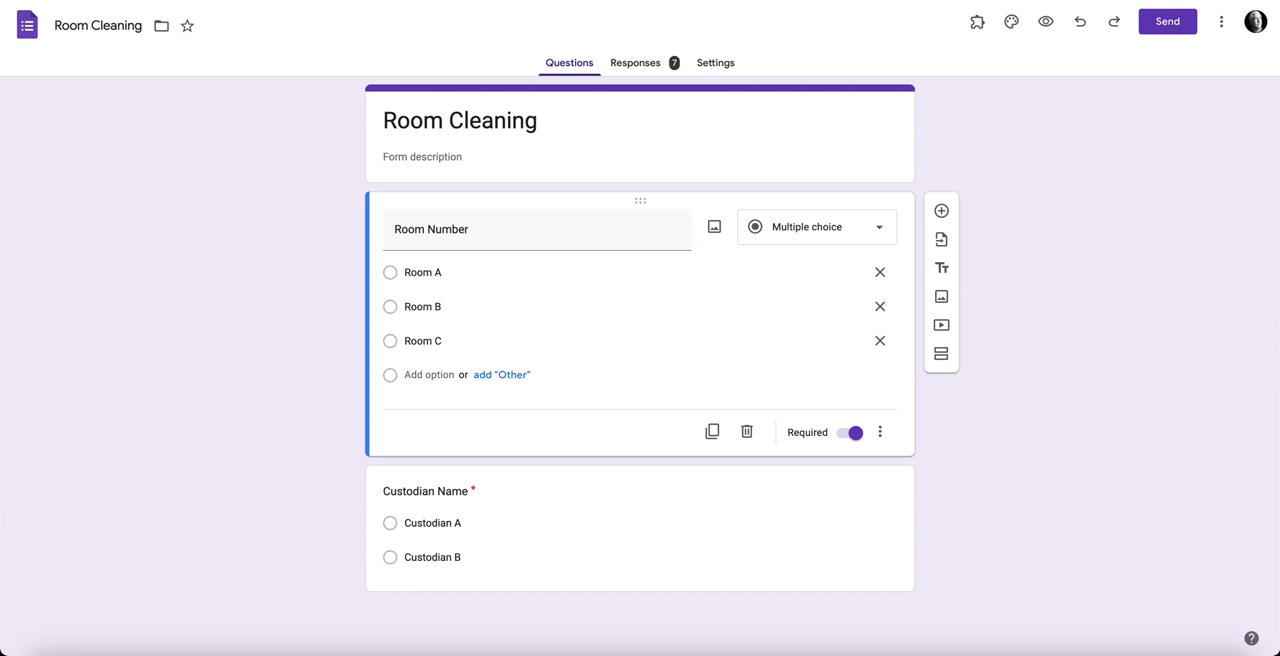 Room Cleaning
Send
Questions Responses 7 Settings
Room Cleaning
Form description
Room Number
Multiple choice
Room A
Room B
Room C
Add option or add "Other"
Required
Custodian Name *
Custodian A
Custodian B